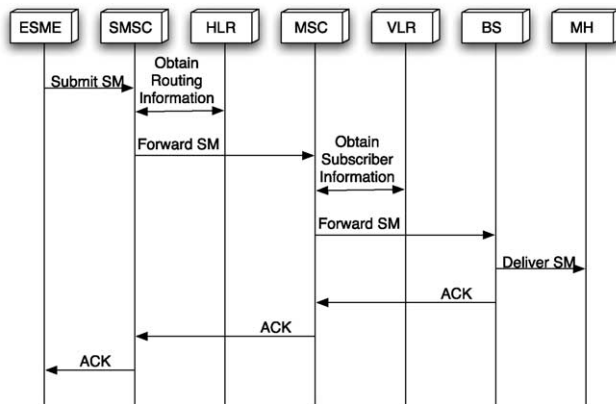 ESME SMSC HLR MSC VLR BS MH
Submit SM
Obtain
Routing
Information
Forward SM
Obtain
Subscriber
Information
Forward SM
Deliver SM
ACK
ACK
ACK